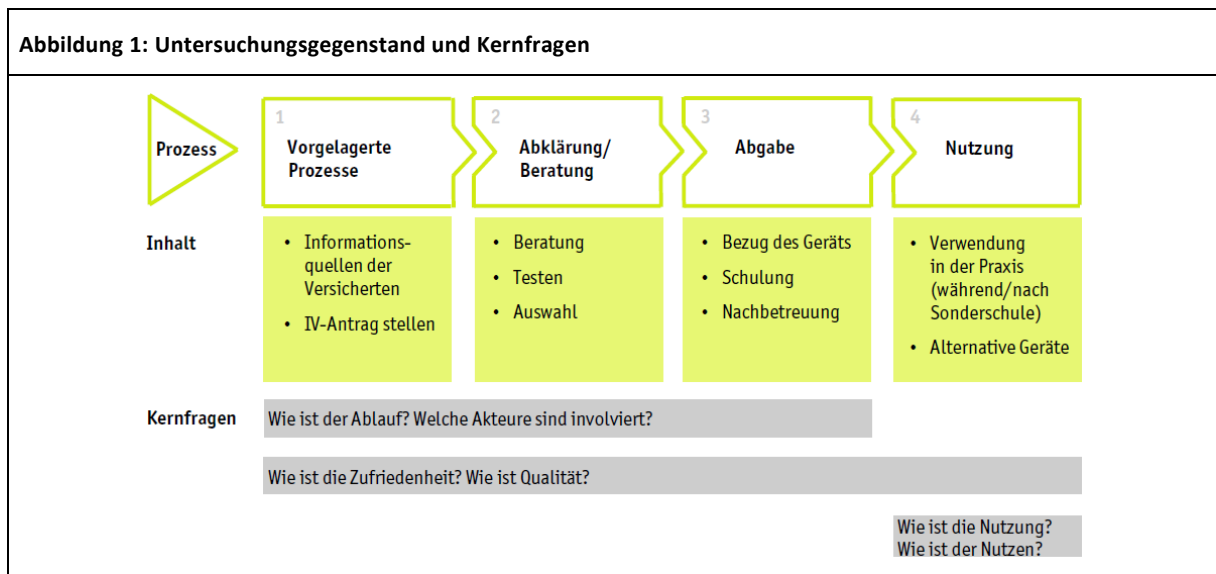 Abbildung 1: Untersuchungsgegenstand und Kernfragen
Prozess
1
Vorgelagerte
Prozesse
2
Abklärung/
Beratung
3
Abgabe
4
Nutzung
Inhalt
• Informations-
quellen der
Versicherten
• IV-Antrag stellen
• Beratung
• Testen
• Auswahl
• Bezug des Geräts
• Schulung
• Nachbetreuung
• Verwendung
in der Praxis
(während/nach
Sonderschule)
• Alternative Geräte
Kernfragen
Wie ist der Ablauf? Welche Akteure sind involviert?
Wie ist die Zufriedenheit? Wie ist Qualität?
Wie ist die Nutzung?
Wie ist der Nutzen?